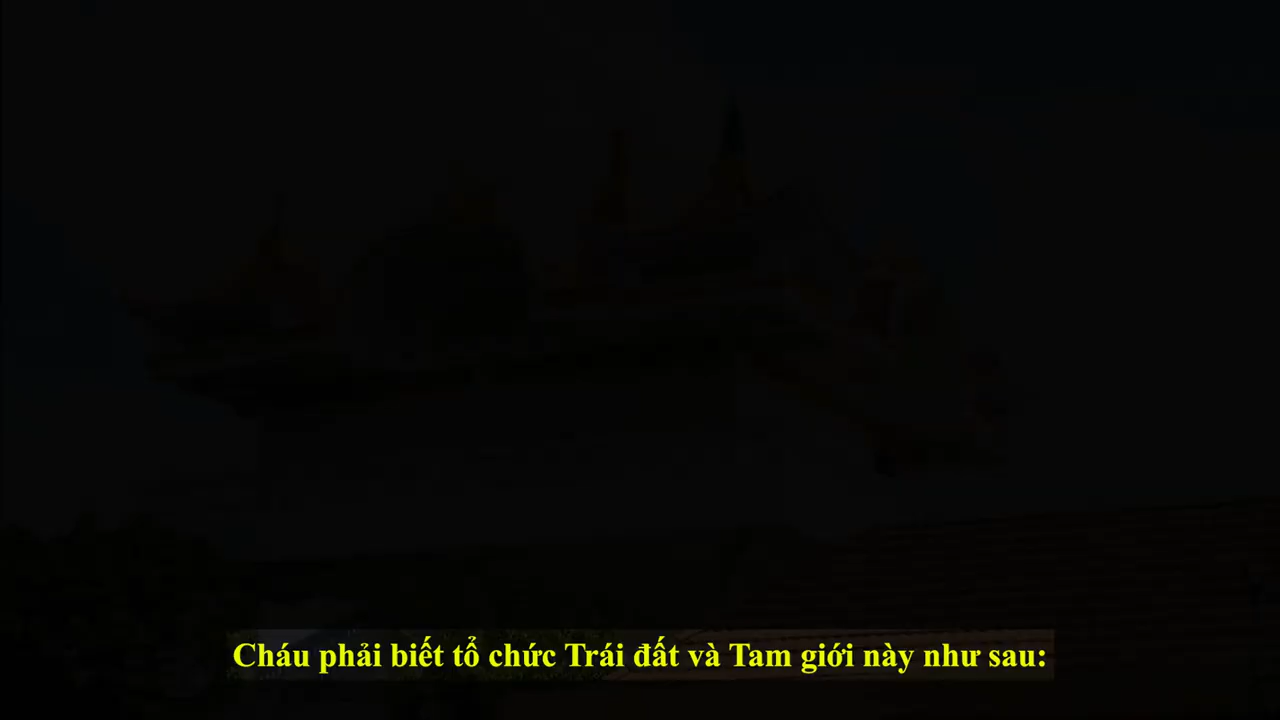 Cháu phải biết tổ chức Trái đất và Tam giới này như sau: